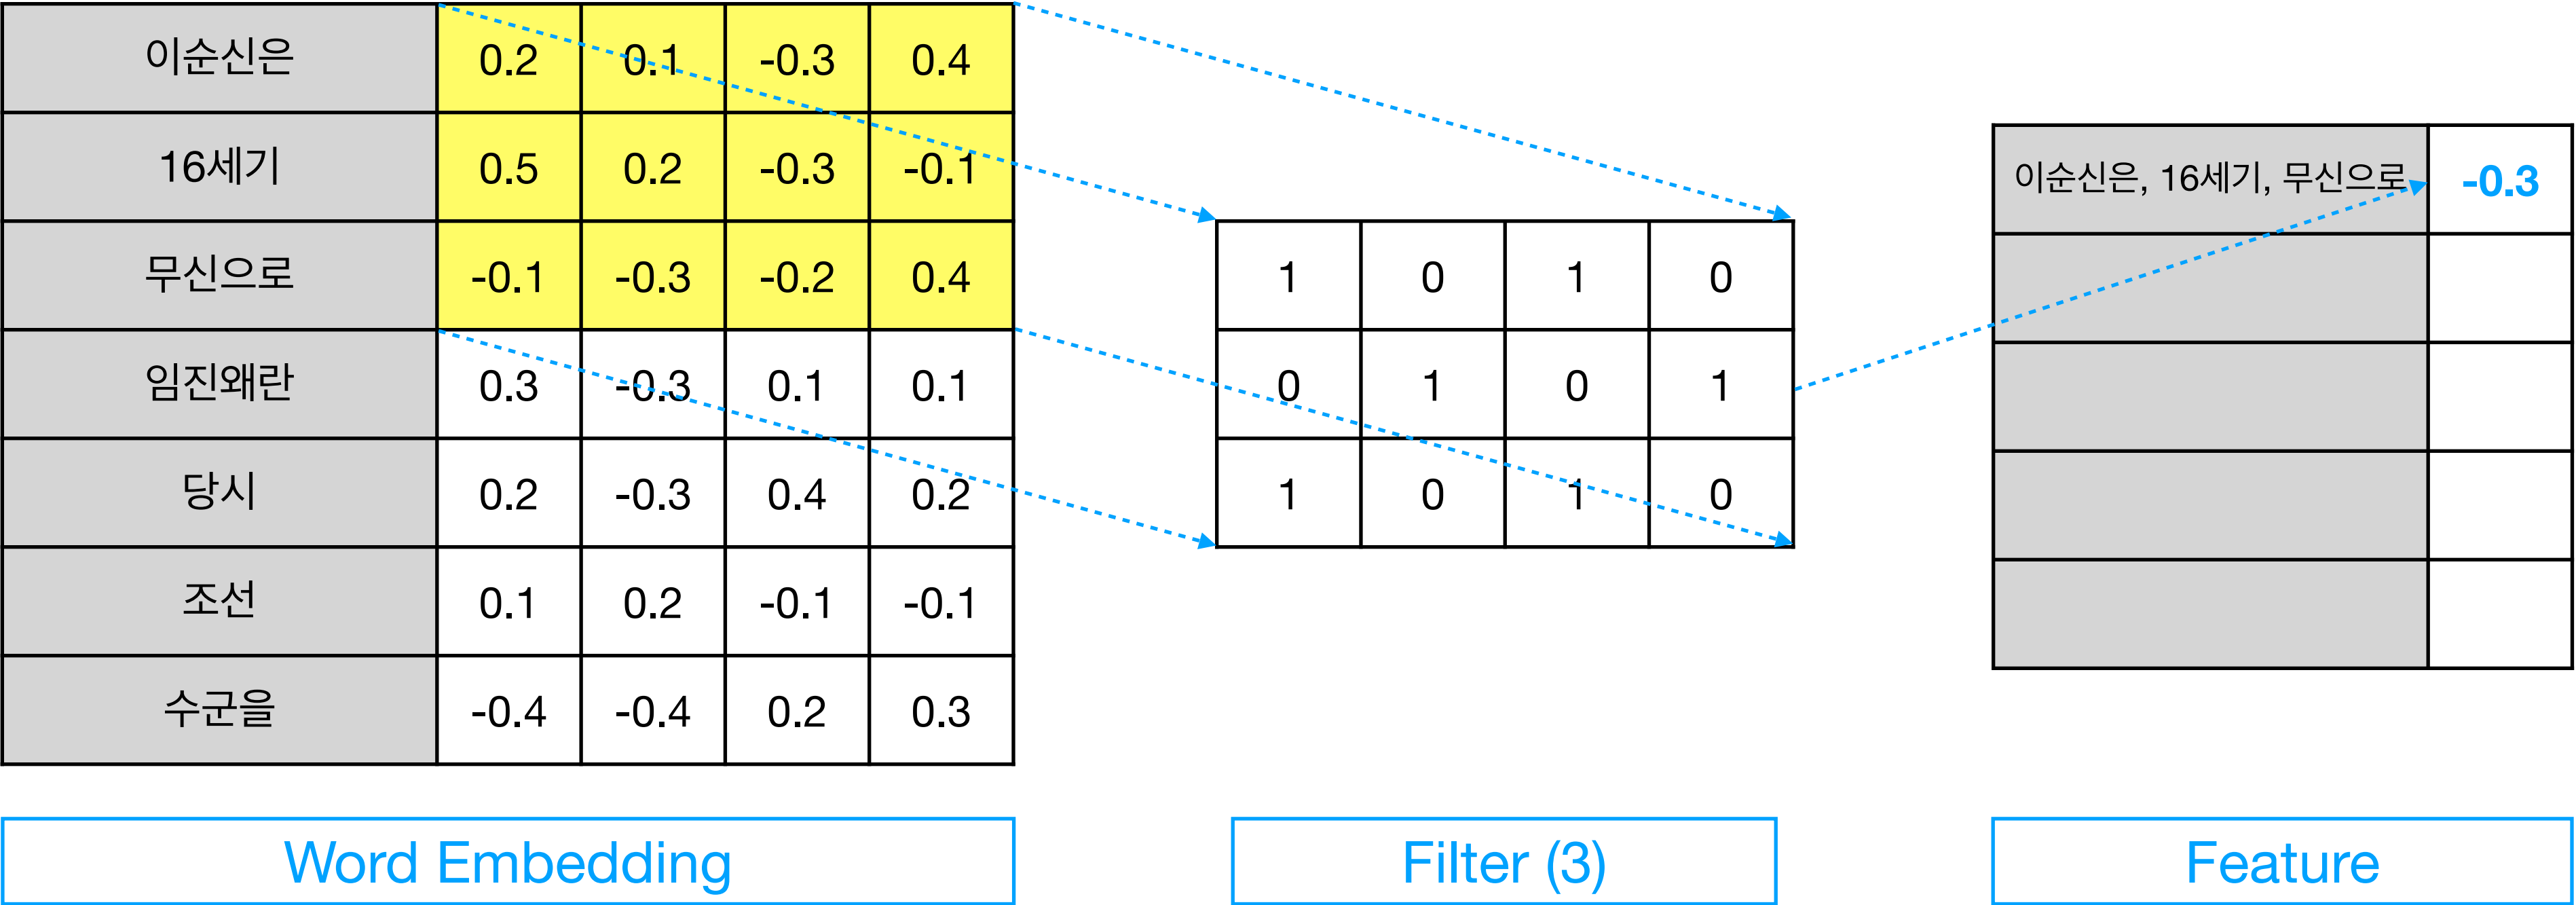 이순신은 0.2 0.1 -0.3 0.4
16세기 0.5 0.2 -0.3 -0.1
무신으로 -0.1 -0.3 -0.2 0.4
임진왜란 0.3 -0.3 0.1 0.1
당시 0.2 -0.3 0.4 0.2
조선 0.1 0.2 -0.1 -0.1
수군을 -0.4 -0.4 0.2 0.3
Word Embedding
1 0 1 0
0 1 0 1
1 0 1 0
Filter (3)
이순신은, 16세기, 무신으로 -0.3
Feature